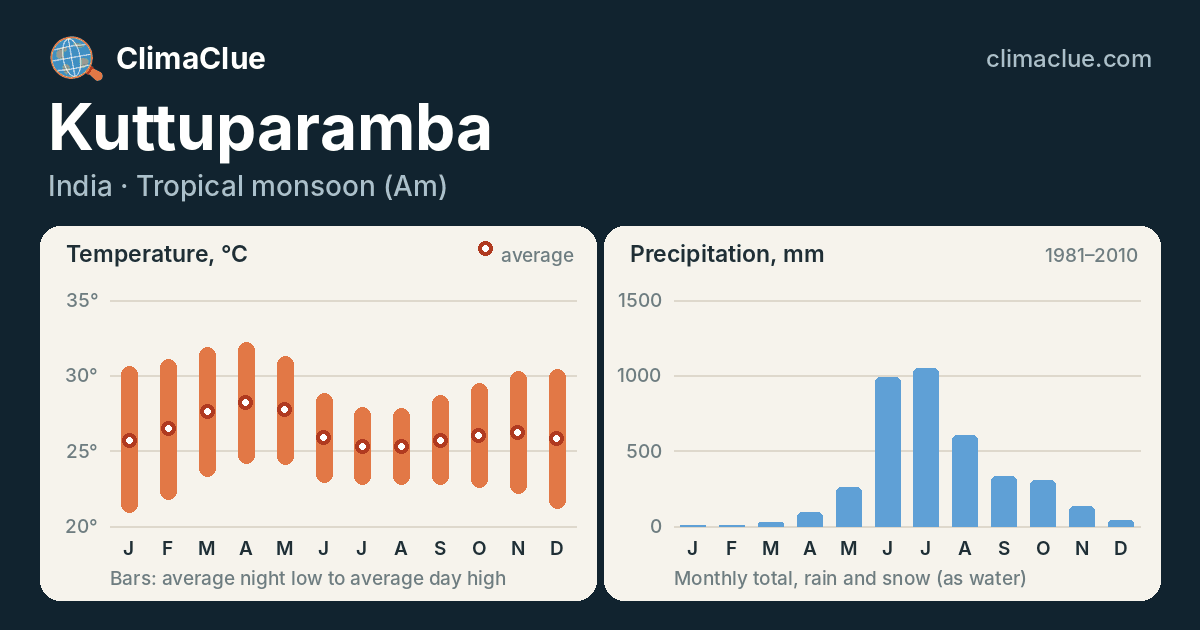 ClimaClue
climaclue.com
Kuttuparamba
India · Tropical monsoon (Am)
Temperature, °C
average
35°
30°
25°
20°
J F M A M J J A S O N D
Bars: average night low to average day high
Precipitation, mm
1981–2010
1500
1000
500
0
J F M A M J J A S O N D
Monthly total, rain and snow (as water)